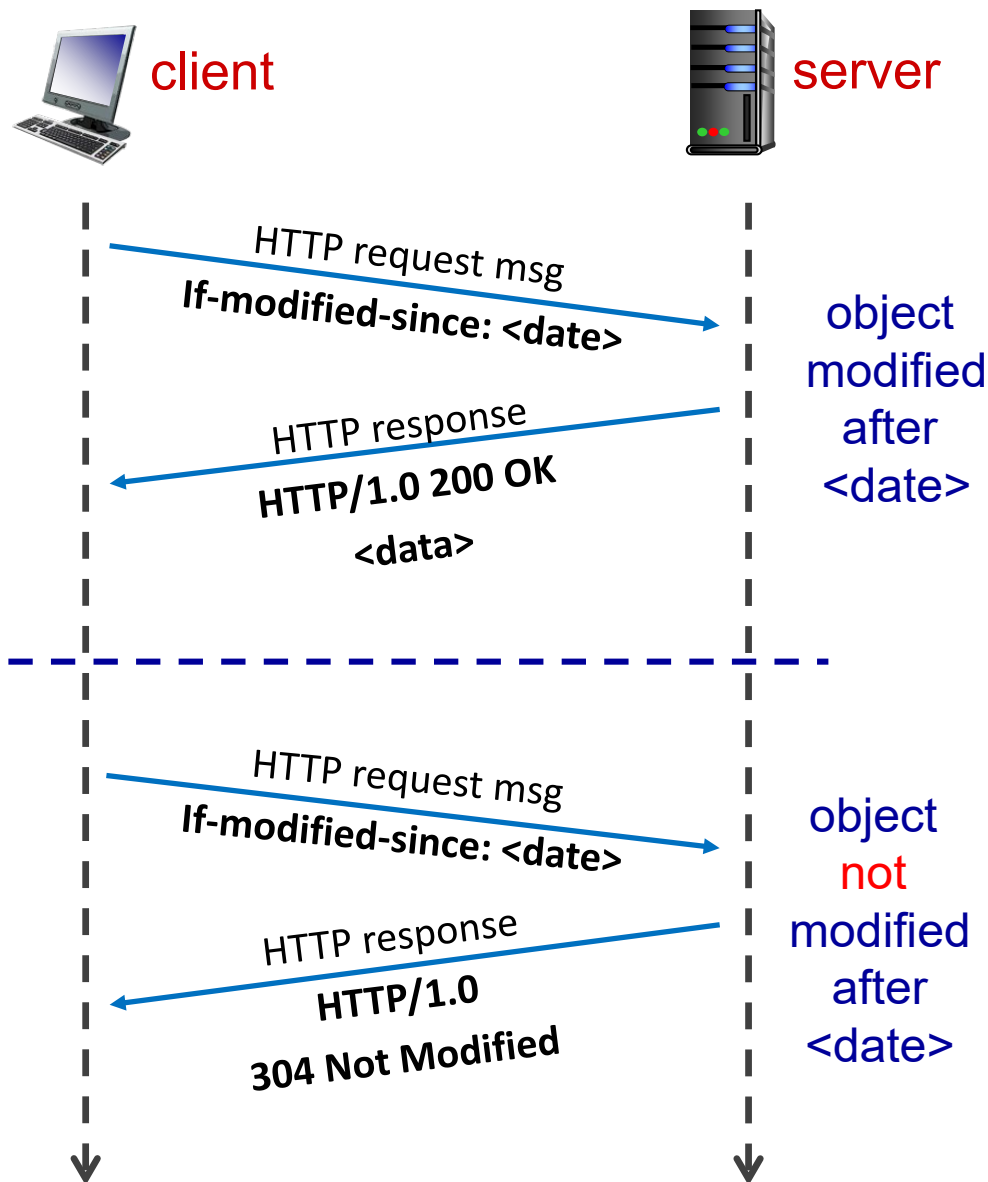 client
server
HTTP request msg
If-modified-since: <date>
object
modified
after
<date>
HTTP response
HTTP/1.0 200 OK
<data>
HTTP request msg
If-modified-since: <date>
object
not
modified
after
<date>
HTTP response
HTTP/1.0
304 Not Modified